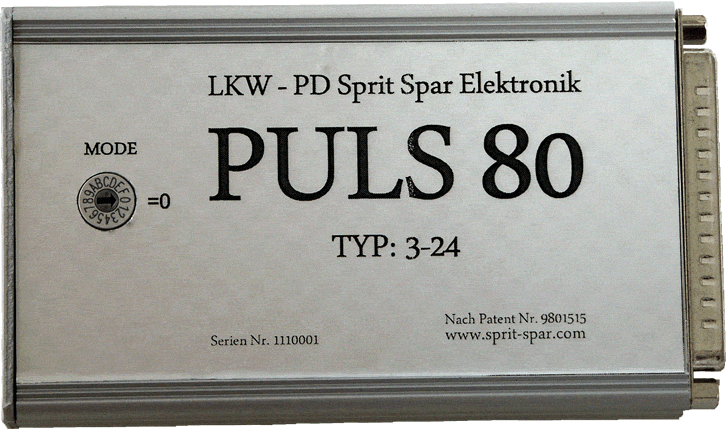 LKW - PD Sprit Spar Elektronik
PULS 80
MODE
0123456789ABCDEF
=0
TYP: 3-24
Serien Nr. 1110001
Nach Patent Nr. 9801515
www.sprit-spar.com